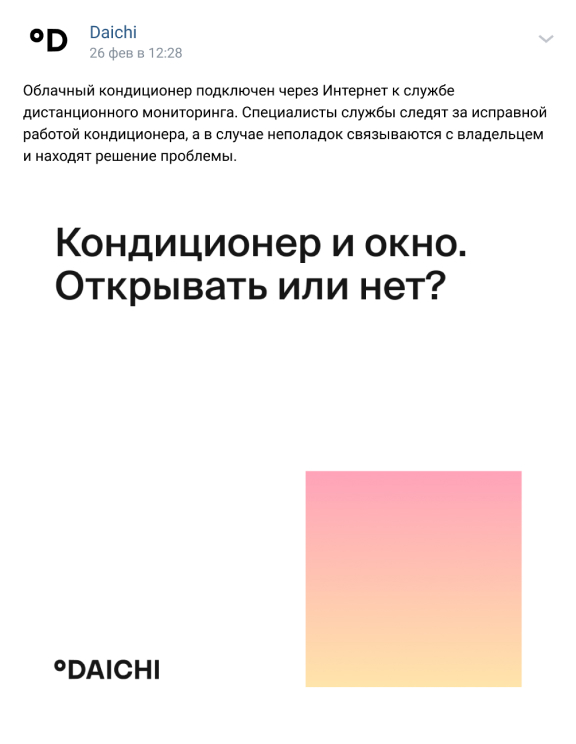 °D
Daichi
26 фев в 12:28
Облачный кондиционер подключен через Интернет к службе
дистанционного мониторинга. Специалисты службы следят за исправной
работой кондиционера, а в случае неполадок связываются с владельцем
и находят решение проблемы.
Кондиционер и окно.
Открывать или нет?
°DAICHI